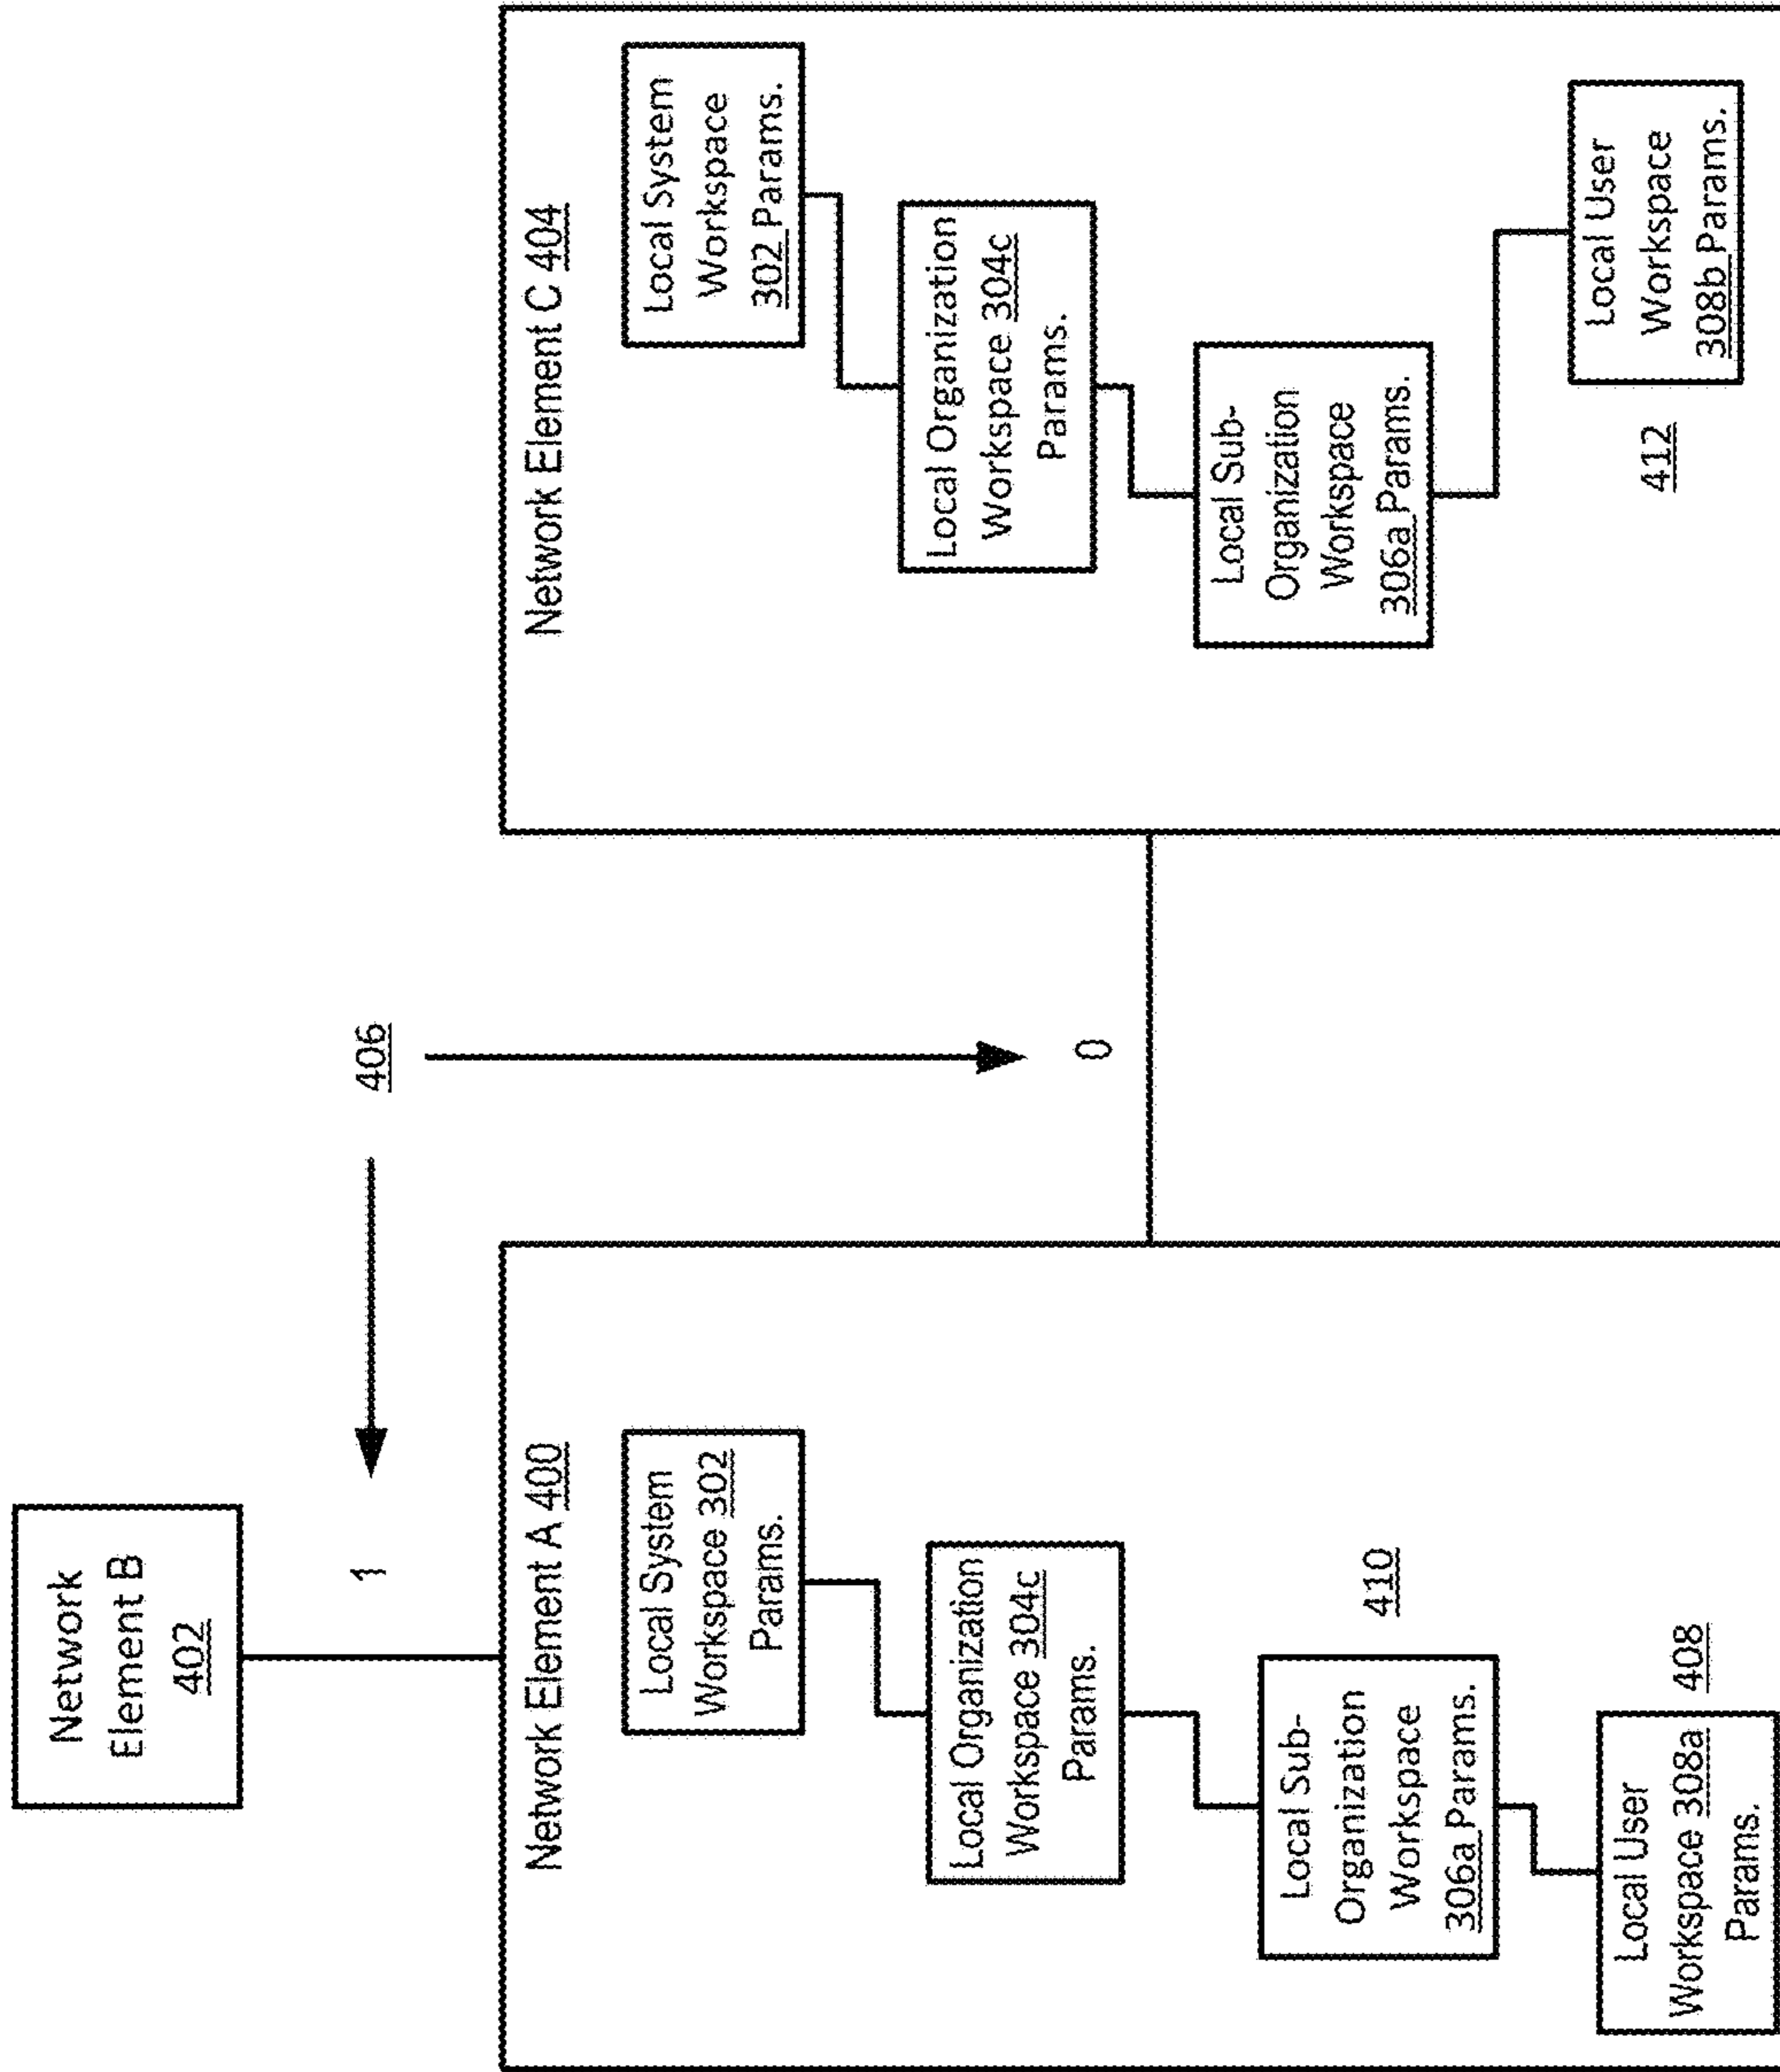 Network
Element B
402
1
406
0
Network Element A 400
Local System
Workspace 302
Params.
Local Organization
Workspace 304c
Params.
Local Sub-
Organization
Workspace
306a Params.
410
Local User
Workspace 308a
Params.
408
Network Element C 404
Local System
Workspace
302 Params.
Local Organization
Workspace 304c
Params.
Local Sub-
Organization
Workspace
306a Params.
Local User
Workspace
308b Params.
412